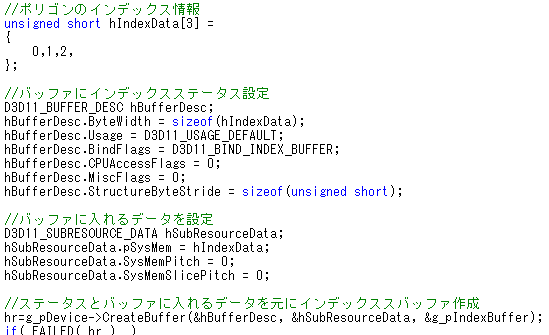 //ポリゴンのインデックス情報
unsigned short hIndexData[3] =
{
0,1,2,
};
//バッファにインデックスステータス設定
D3D11_BUFFER_DESC hBufferDesc;
hBufferDesc.ByteWidth = sizeof(hIndexData);
hBufferDesc.Usage = D3D11_USAGE_DEFAULT;
hBufferDesc.BindFlags = D3D11_BIND_INDEX_BUFFER;
hBufferDesc.CPUAccessFlags = 0;
hBufferDesc.MiscFlags = 0;
hBufferDesc.StructureByteStride = sizeof(unsigned short);
//バッファに入れるデータを設定
D3D11_SUBRESOURCE_DATA hSubResourceData;
hSubResourceData.pSysMem = hIndexData;
hSubResourceData.SysMemPitch = 0;
hSubResourceData.SysMemSlicePitch = 0;
//ステータスとバッファに入れるデータを元にインデックススバッファ作成
hr=g_pDevice->CreateBuffer(&hBufferDesc, &hSubResourceData, &g_pIndexBuffer);
if( FAILED( hr ) )